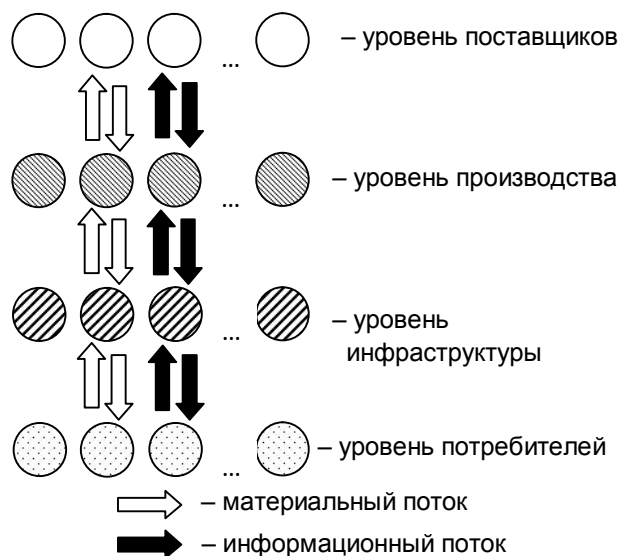 ... – уровень поставщиков
... – уровень производства
... – уровень
инфраструктуры
... – уровень потребителей
– материальный поток
– информационный поток